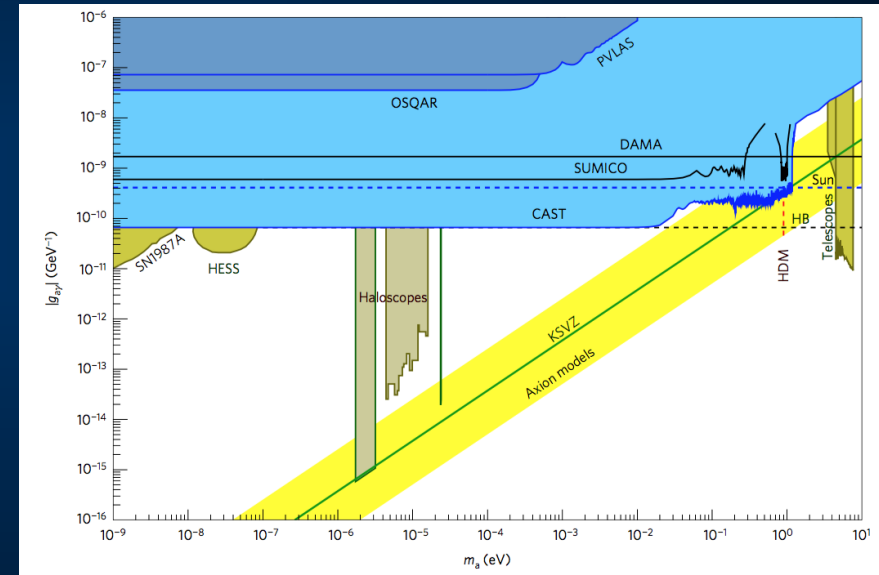 10⁻⁶
10⁻⁷
10⁻⁸
10⁻⁹
10⁻¹⁰
10⁻¹¹
10⁻¹²
10⁻¹³
10⁻¹⁴
10⁻¹⁵
10⁻¹⁶
|gₐᵧ| (GeV⁻¹)
PVLAS
OSQAR
DAMA
SUMICO
Sun
CAST
HB
SN1987A
HESS
HDM
Telescopes
Haloscopes
KSVZ
Axion models
10⁻⁹ 10⁻⁸ 10⁻⁷ 10⁻⁶ 10⁻⁵ 10⁻⁴ 10⁻³ 10⁻² 10⁻¹ 10⁰ 10¹
mₐ (eV)